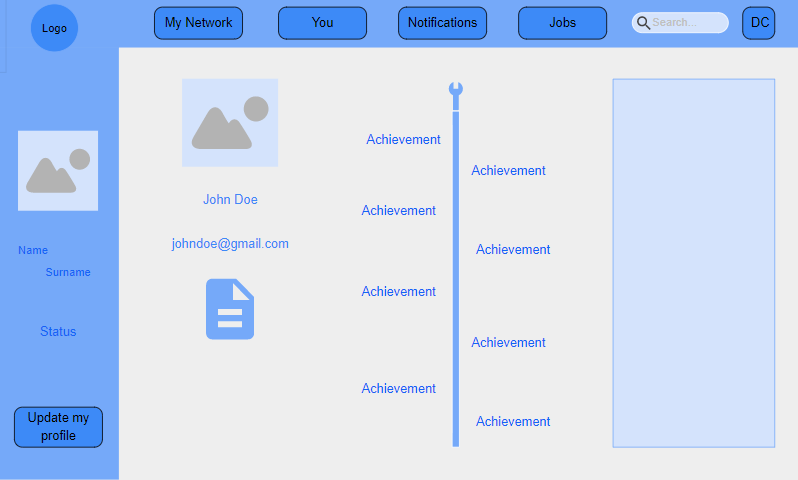 Logo
My Network
You
Notifications
Jobs
Search...
DC
Name
Surname
Status
Update my
profile
John Doe
johndoe@gmail.com
Achievement
Achievement
Achievement
Achievement
Achievement
Achievement
Achievement
Achievement